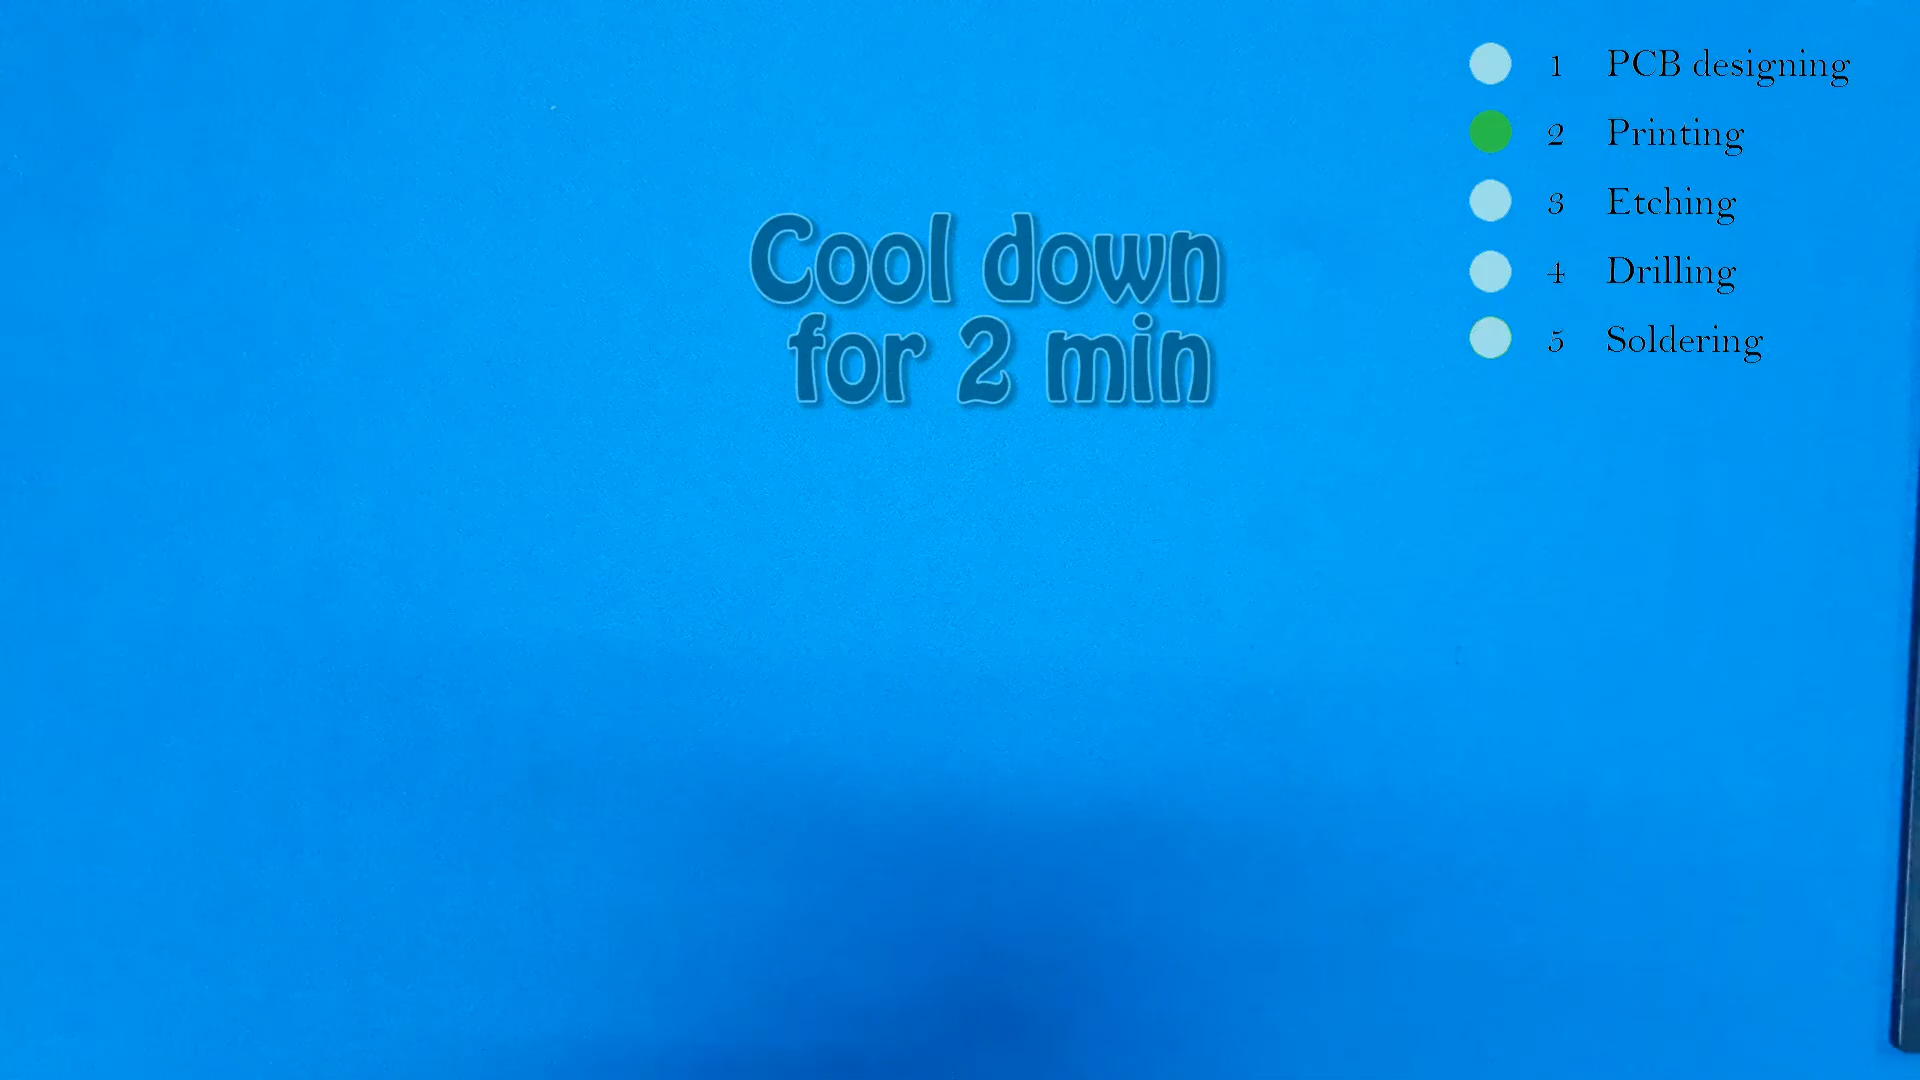 Cool down
for 2 min
1 PCB designing
2 Printing
3 Etching
4 Drilling
5 Soldering